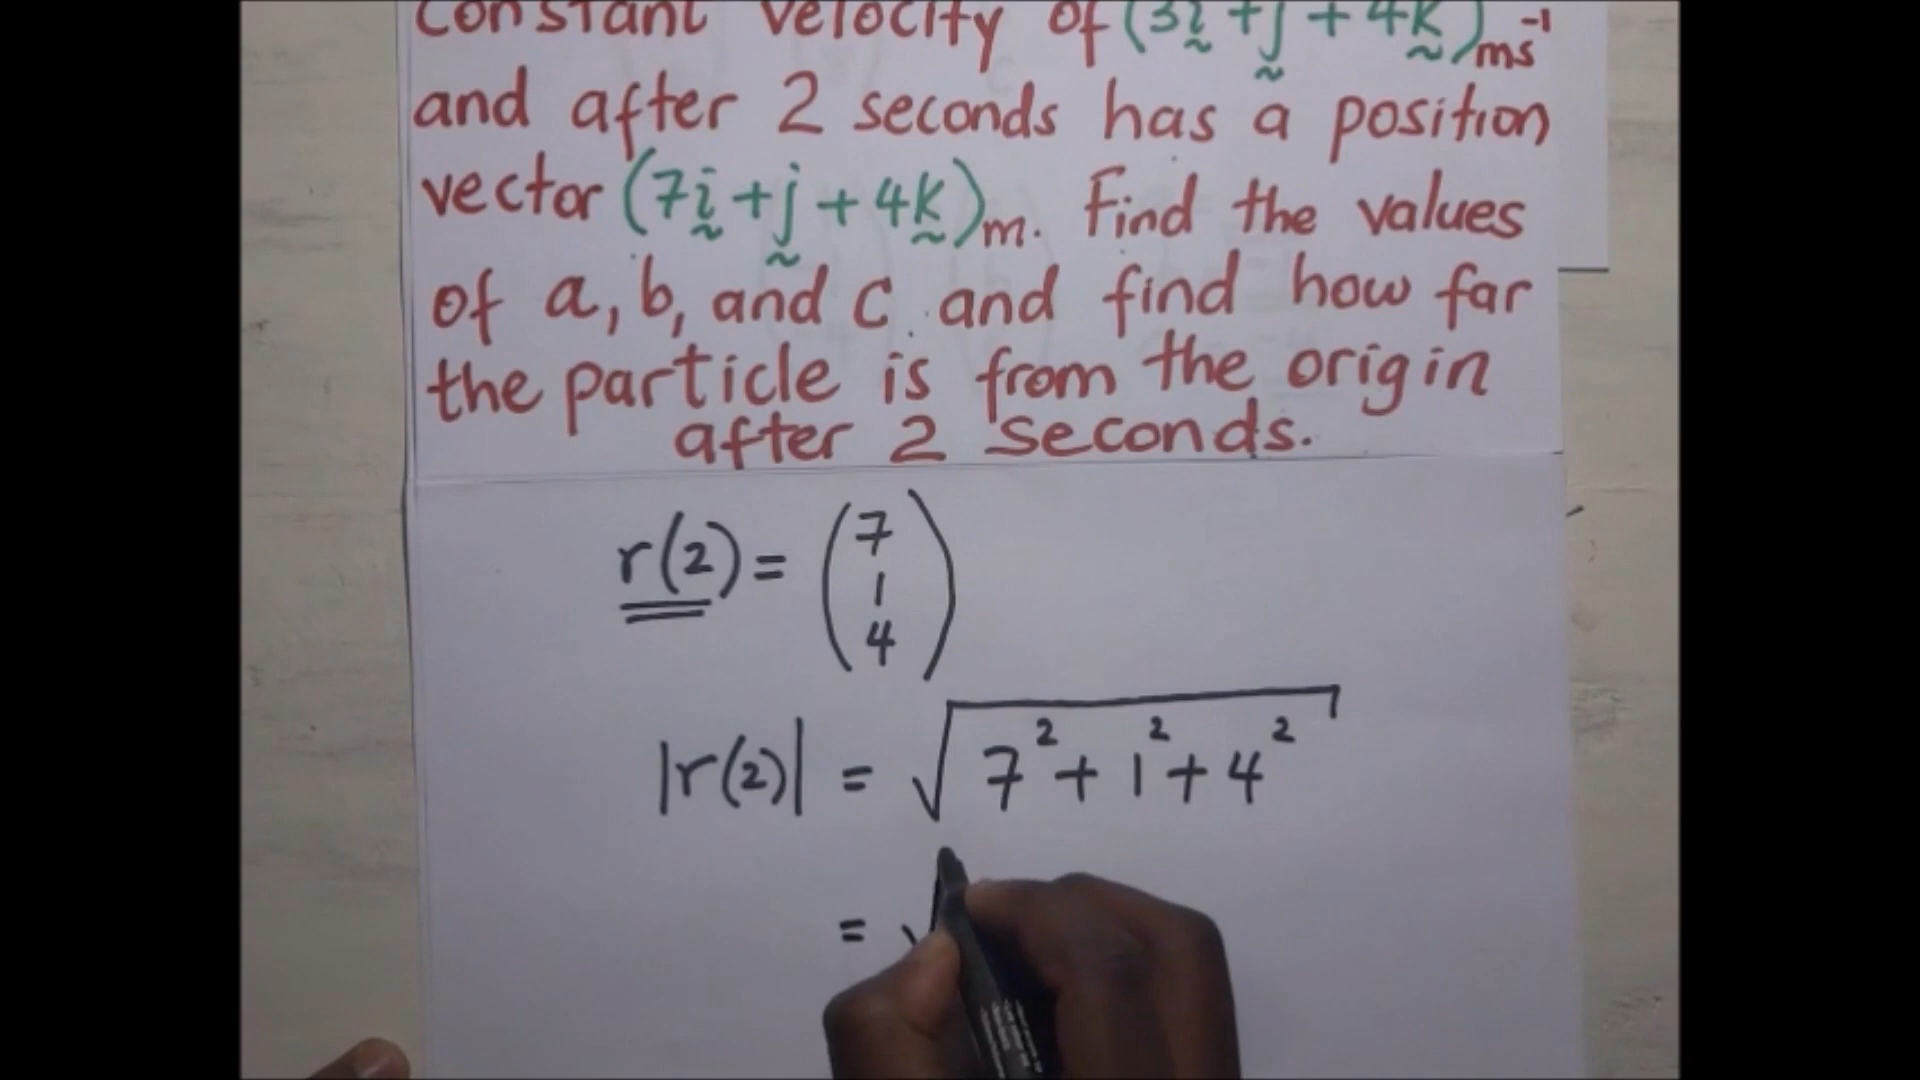 constant velocity of (3i + j + 4k) ms⁻¹
and after 2 seconds has a position
vector (7i + j + 4k) m. Find the values
of a, b, and c and find how far
the particle is from the origin
after 2 seconds.
r(2) = (7 1 4)
|r(2)| = √(7² + 1² + 4²)
= √